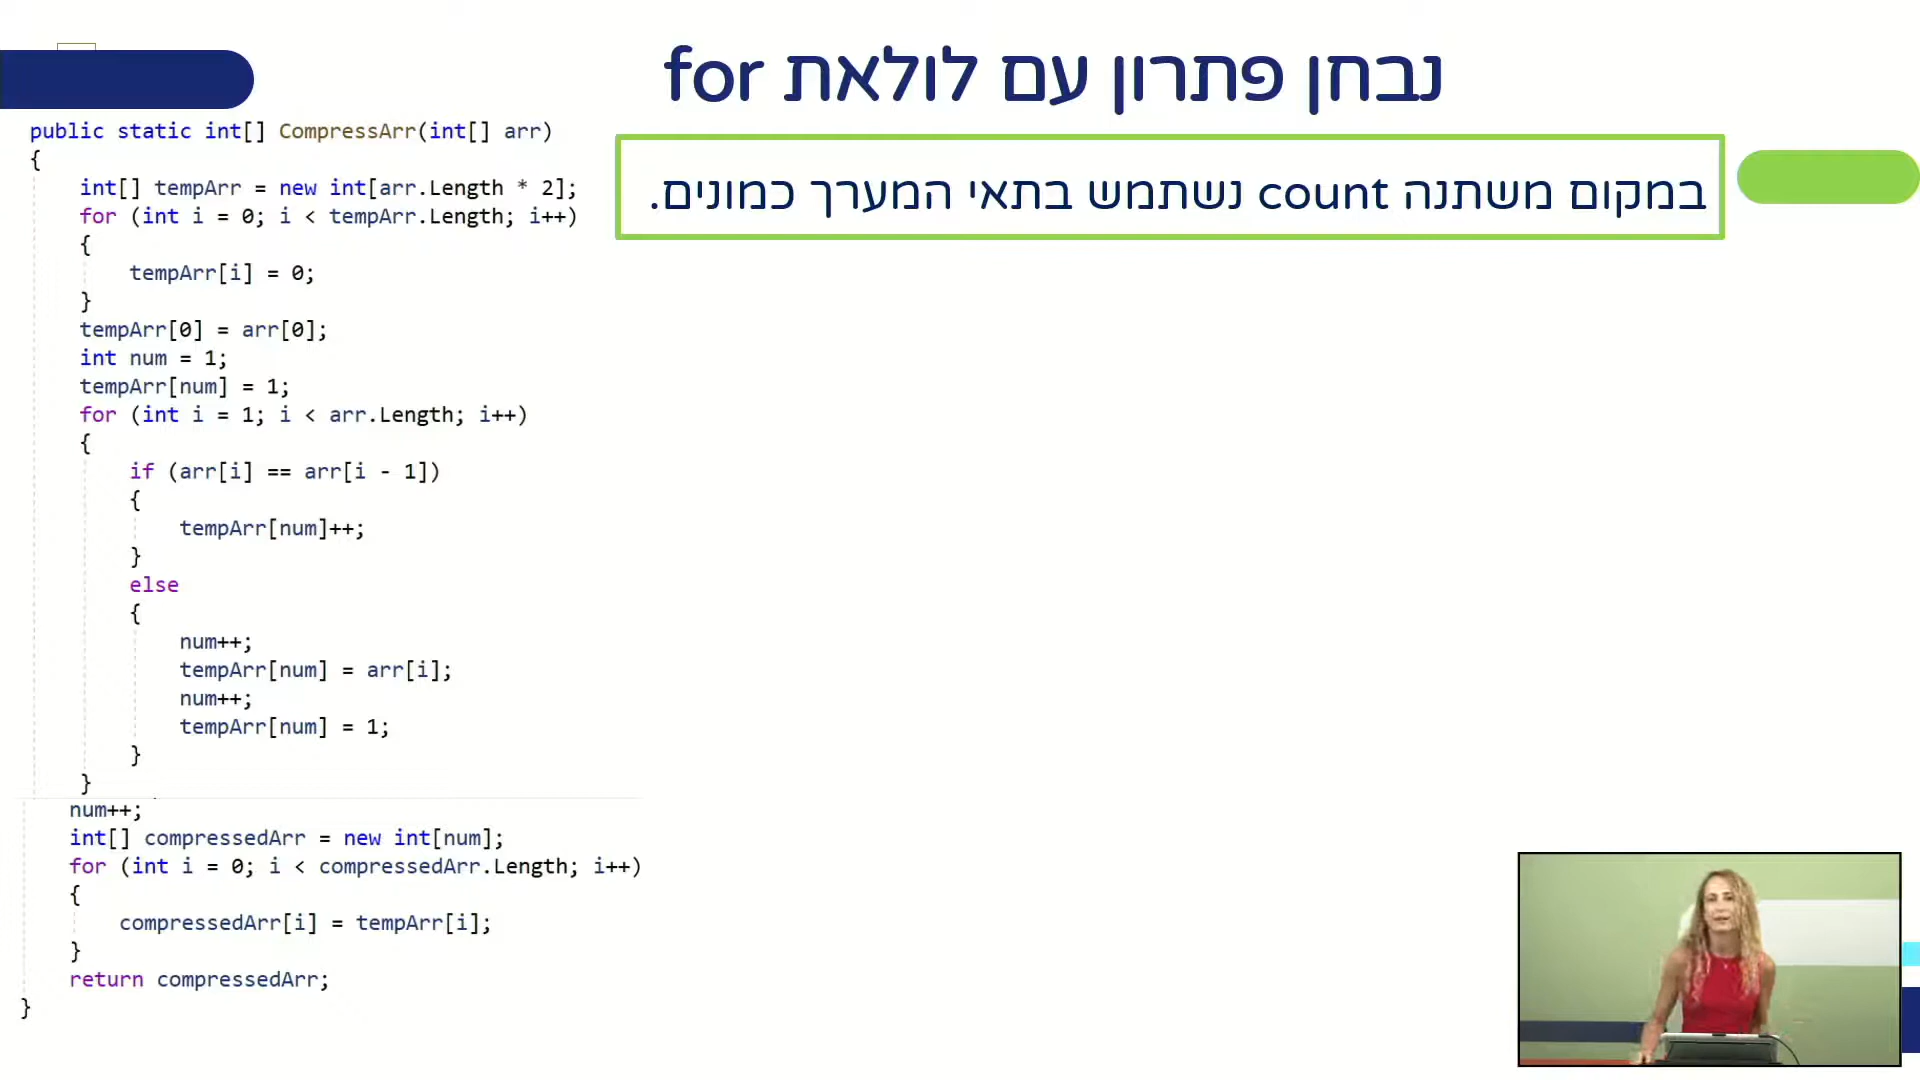 נבחן פתרון עם לולאת for
במקום משתנה count נשתמש בתאי המערך כמונים.
public static int[] CompressArr(int[] arr)
{
int[] tempArr = new int[arr.Length * 2];
for (int i = 0; i < tempArr.Length; i++)
{
tempArr[i] = 0;
}
tempArr[0] = arr[0];
int num = 1;
tempArr[num] = 1;
for (int i = 1; i < arr.Length; i++)
{
if (arr[i] == arr[i - 1])
{
tempArr[num]++;
}
else
{
num++;
tempArr[num] = arr[i];
num++;
tempArr[num] = 1;
}
}
num++;
int[] compressedArr = new int[num];
for (int i = 0; i < compressedArr.Length; i++)
{
compressedArr[i] = tempArr[i];
}
return compressedArr;
}